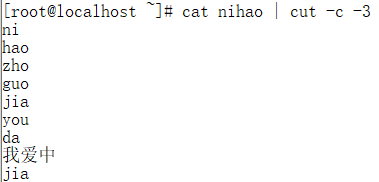 [root@localhost ~]# cat nihao | cut -c -3
ni
hao
zho
guo
jia
you
da
我爱中
jia